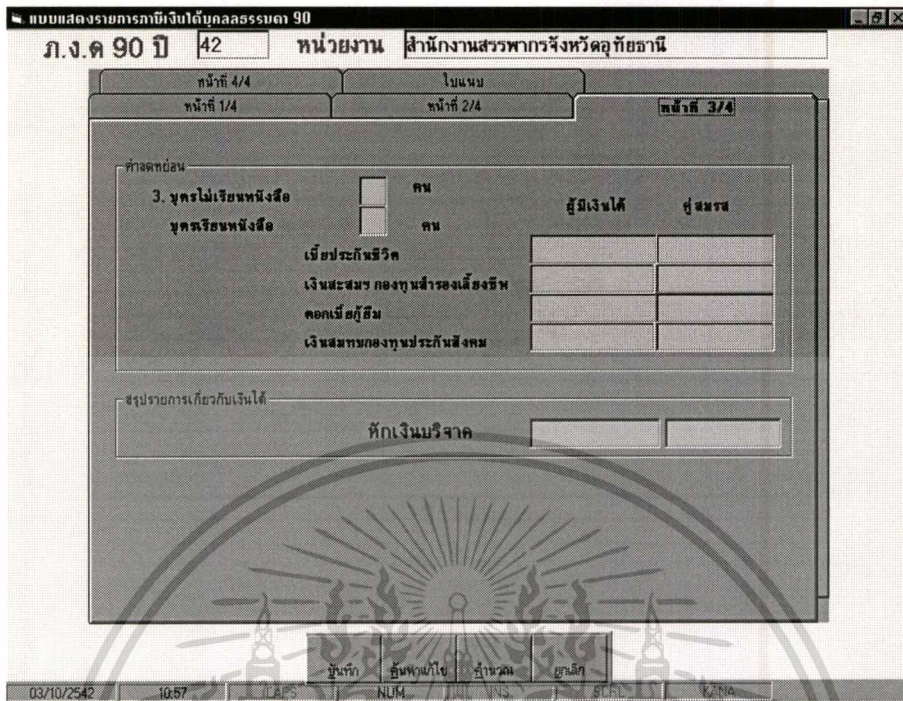 แบบแสดงรายการภาษีเงินได้บุคลลธรรมดา 90
ภ.ง.ด 90 ปี 42 หน่วยงาน สำนักงานสรรพากรจังหวัดอุทัยธานี
หน้าที่ 4/4 ใบแนบ
หน้าที่ 1/4 หน้าที่ 2/4 หน้าที่ 3/4
ค่าลดหย่อน
3. บุตรไม่เรียนหนังสือ คน
ผู้มีเงินได้ คู่สมรส
บุตรเรียนหนังสือ คน
เบี้ยประกันชีวิต
เงินสะสมฯ กองทุนสำรองเลี้ยงชีพ
ดอกเบี้ยกู้ยืม
เงินสมทบกองทุนประกันสังคม
สรุปรายการเกี่ยวกับเงินได้
หักเงินบริจาค
บันทึก ค้นหาแก้ไข คำนวณ ยกเลิก
03/10/2542 10:57 CAPS NUM INS SCRL KANA